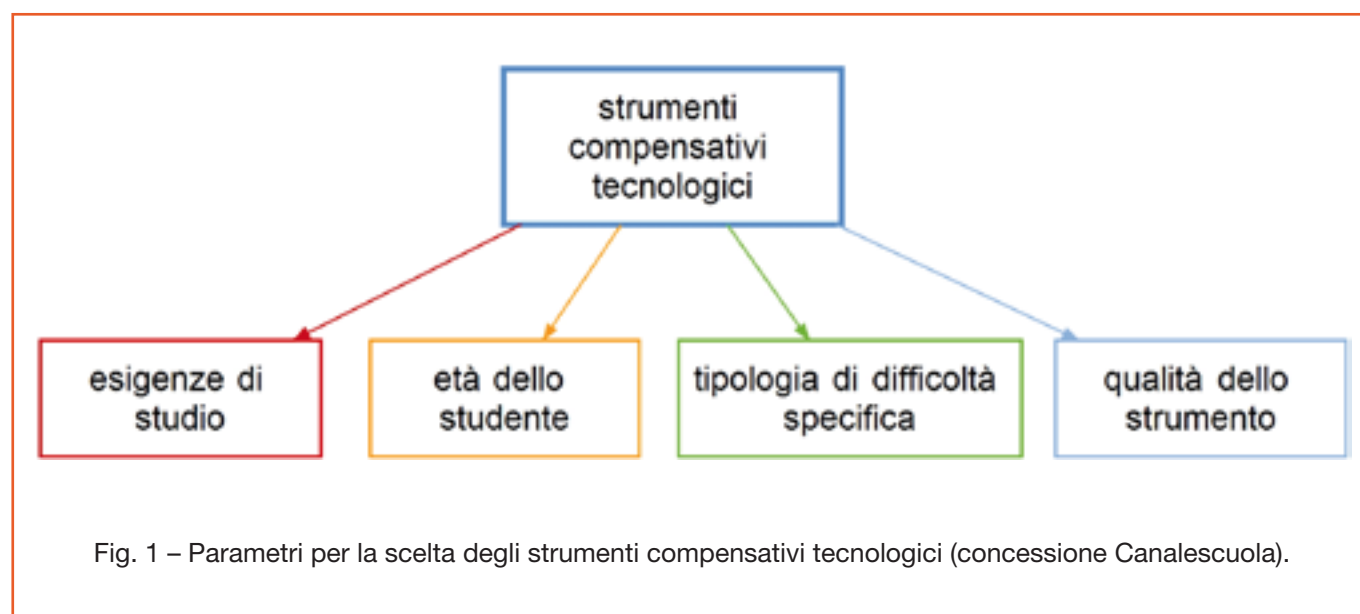 strumenti
compensativi
tecnologici
esigenze di
studio
età dello
studente
tipologia di difficoltà
specifica
qualità dello
strumento
Fig. 1 – Parametri per la scelta degli strumenti compensativi tecnologici (concessione Canalescuola).